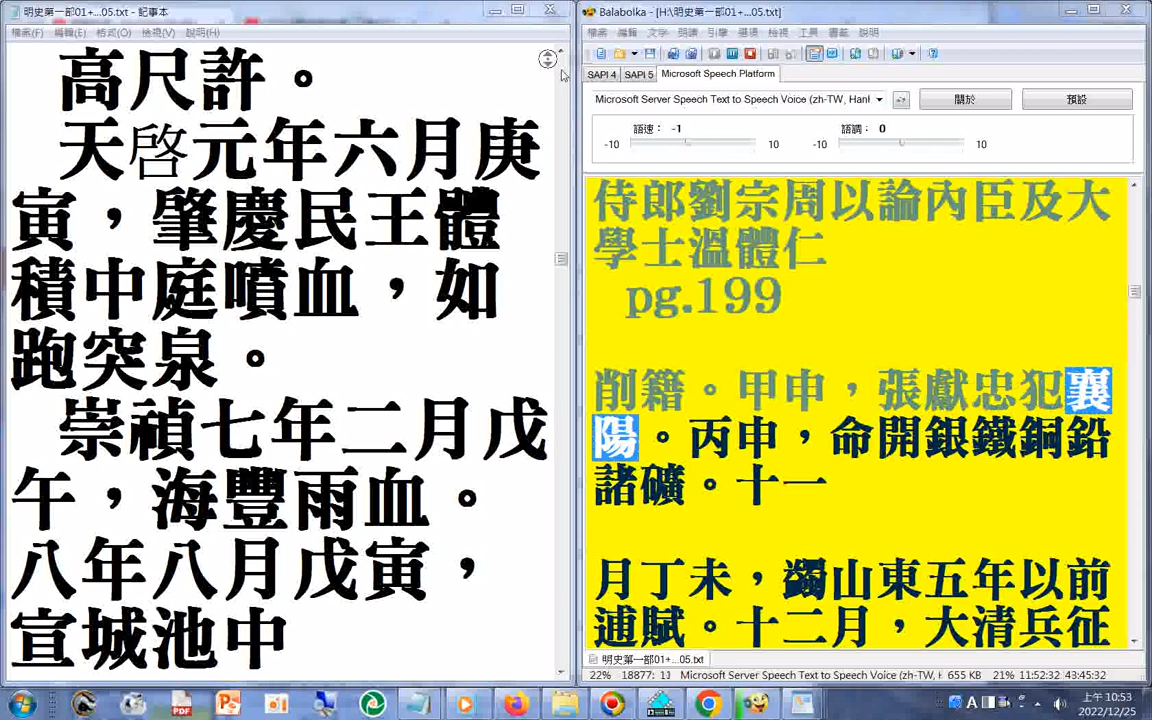 明史第一部01+...05.txt - 記事本
檔案(F) 編輯(E) 格式(O) 檢視(V) 說明(H)
高尺許。
天啓元年六月庚
寅，肇慶民王體
積中庭噴血，如
跑突泉。
崇禎七年二月戊
午，海豐雨血。
八年八月戊寅，
宣城池中
Balabolka - [H:\明史第一部01+...05.txt]
檔案 編輯 文字 朗讀 引擎 選項 檢視 工具 書籤 說明
SAPI 4 SAPI 5 Microsoft Speech Platform
Microsoft Server Speech Text to Speech Voice (zh-TW, HanH
關於 預設
語速： -1 語調： 0
-10 10 -10 10
侍郎劉宗周以論內臣及大
學士溫體仁
pg.199
削籍。甲申，張獻忠犯襄
陽。丙申，命開銀鐵銅鉛
諸礦。十一
月丁未，蠲山東五年以前
逋賦。十二月，大清兵征
明史第一部01+...05.txt
22% 18877: 11 Microsoft Server Speech Text to Speech Voice (zh-TW, H 655 KB 21% 11:52:32 43:45:32
PDF
A
上午 10:53
2022/12/25